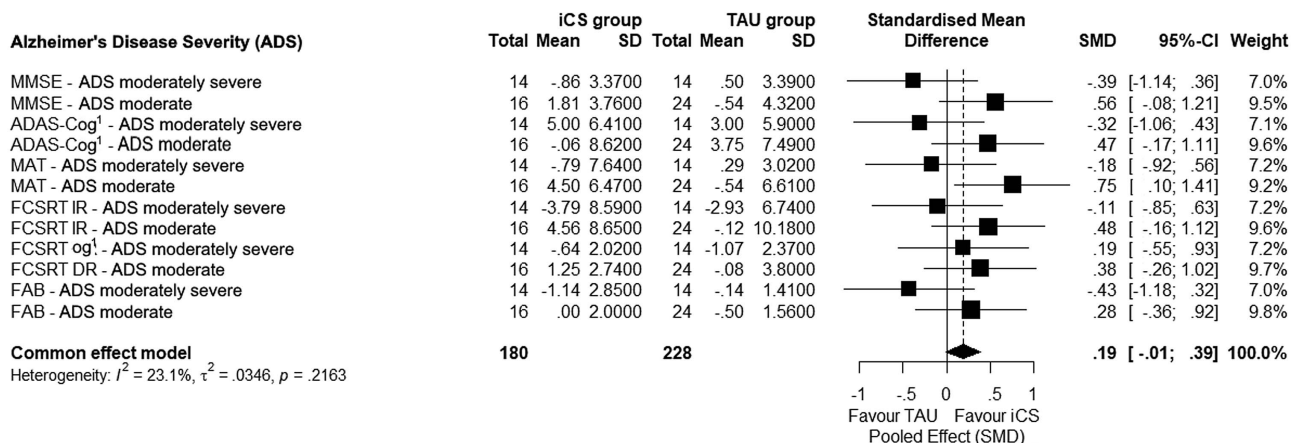 iCS group TAU group Standardised Mean
Alzheimer's Disease Severity (ADS) Total Mean SD Total Mean SD Difference SMD 95%-CI Weight
MMSE - ADS moderately severe 14 -.86 3.3700 14 .50 3.3900 -.39 [-1.14; .36] 7.0%
MMSE - ADS moderate 16 1.81 3.7600 24 -.54 4.3200 .56 [ -.08; 1.21] 9.5%
ADAS-Cog¹ - ADS moderately severe 14 5.00 6.4100 14 3.00 5.9000 -.32 [-1.06; .43] 7.1%
ADAS-Cog¹ - ADS moderate 16 -.06 8.6200 24 3.75 7.4900 .47 [ -.17; 1.11] 9.6%
MAT - ADS moderately severe 14 -.79 7.6400 14 .29 3.0200 -.18 [ -.92; .56] 7.2%
MAT - ADS moderate 16 4.50 6.4700 24 -.54 6.6100 .75 [ .10; 1.41] 9.2%
FCSRT IR - ADS moderately severe 14 -3.79 8.5900 14 -2.93 6.7400 -.11 [ -.85; .63] 7.2%
FCSRT IR - ADS moderate 16 4.56 8.6500 24 -.12 10.1800 .48 [ -.16; 1.12] 9.6%
FCSRT og¹ - ADS moderately severe 14 -.64 2.0200 14 -1.07 2.3700 .19 [ -.55; .93] 7.2%
FCSRT DR - ADS moderate 16 1.25 2.7400 24 -.08 3.8000 .38 [ -.26; 1.02] 9.7%
FAB - ADS moderately severe 14 -1.14 2.8500 14 -.14 1.4100 -.43 [-1.18; .32] 7.0%
FAB - ADS moderate 16 .00 2.0000 24 -.50 1.5600 .28 [ -.36; .92] 9.8%
Common effect model 180 228 .19 [ -.01; .39] 100.0%
Heterogeneity: I² = 23.1%, τ² = .0346, p = .2163
-1 -.5 0 .5 1
Favour TAU Favour iCS
Pooled Effect (SMD)